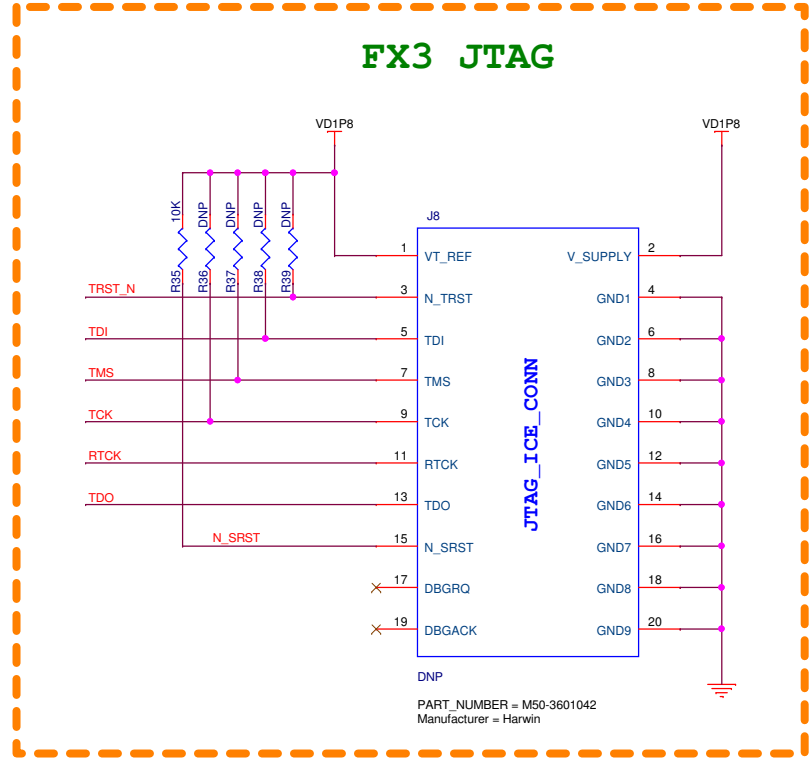 FX3 JTAG
VD1P8
VD1P8
10K
DNP
DNP
DNP
DNP
R35
R36
R37
R38
R39
J8
1 VT_REF V_SUPPLY 2
TRST_N 3 N_TRST GND1 4
TDI 5 TDI GND2 6
TMS 7 TMS GND3 8
TCK 9 TCK GND4 10
RTCK 11 RTCK GND5 12
TDO 13 TDO GND6 14
N_SRST 15 N_SRST GND7 16
17 DBGRQ GND8 18
19 DBGACK GND9 20
JTAG_ICE_CONN
DNP
PART_NUMBER = M50-3601042
Manufacturer = Harwin